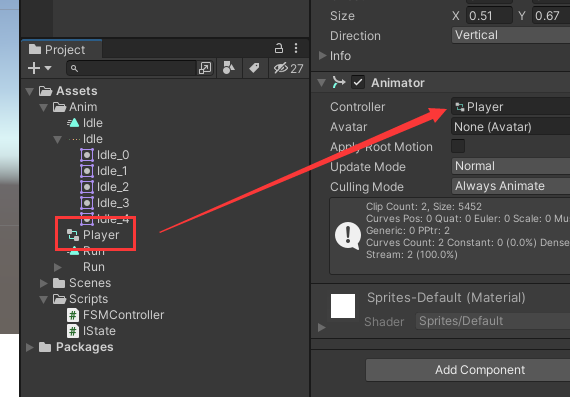 Project
27
Assets
Anim
Idle
Idle
Idle_0
Idle_1
Idle_2
Idle_3
Idle_4
Player
Run
Run
Scenes
Scripts
FSMController
IState
Packages
Size X 0.51 Y 0.67
Direction Vertical
Info
Animator
Controller Player
Avatar None (Avatar)
Apply Root Motion
Update Mode Normal
Culling Mode Always Animate
Clip Count: 2, Size: 5452
Curves Pos: 0 Quat: 0 Euler: 0 Scale: 0 Mus
Generic: 0 PPtr: 2
Curves Count: 2 Constant: 0 (0.0%) Dense
Stream: 2 (100.0%)
Sprites-Default (Material)
Shader Sprites/Default
Add Component